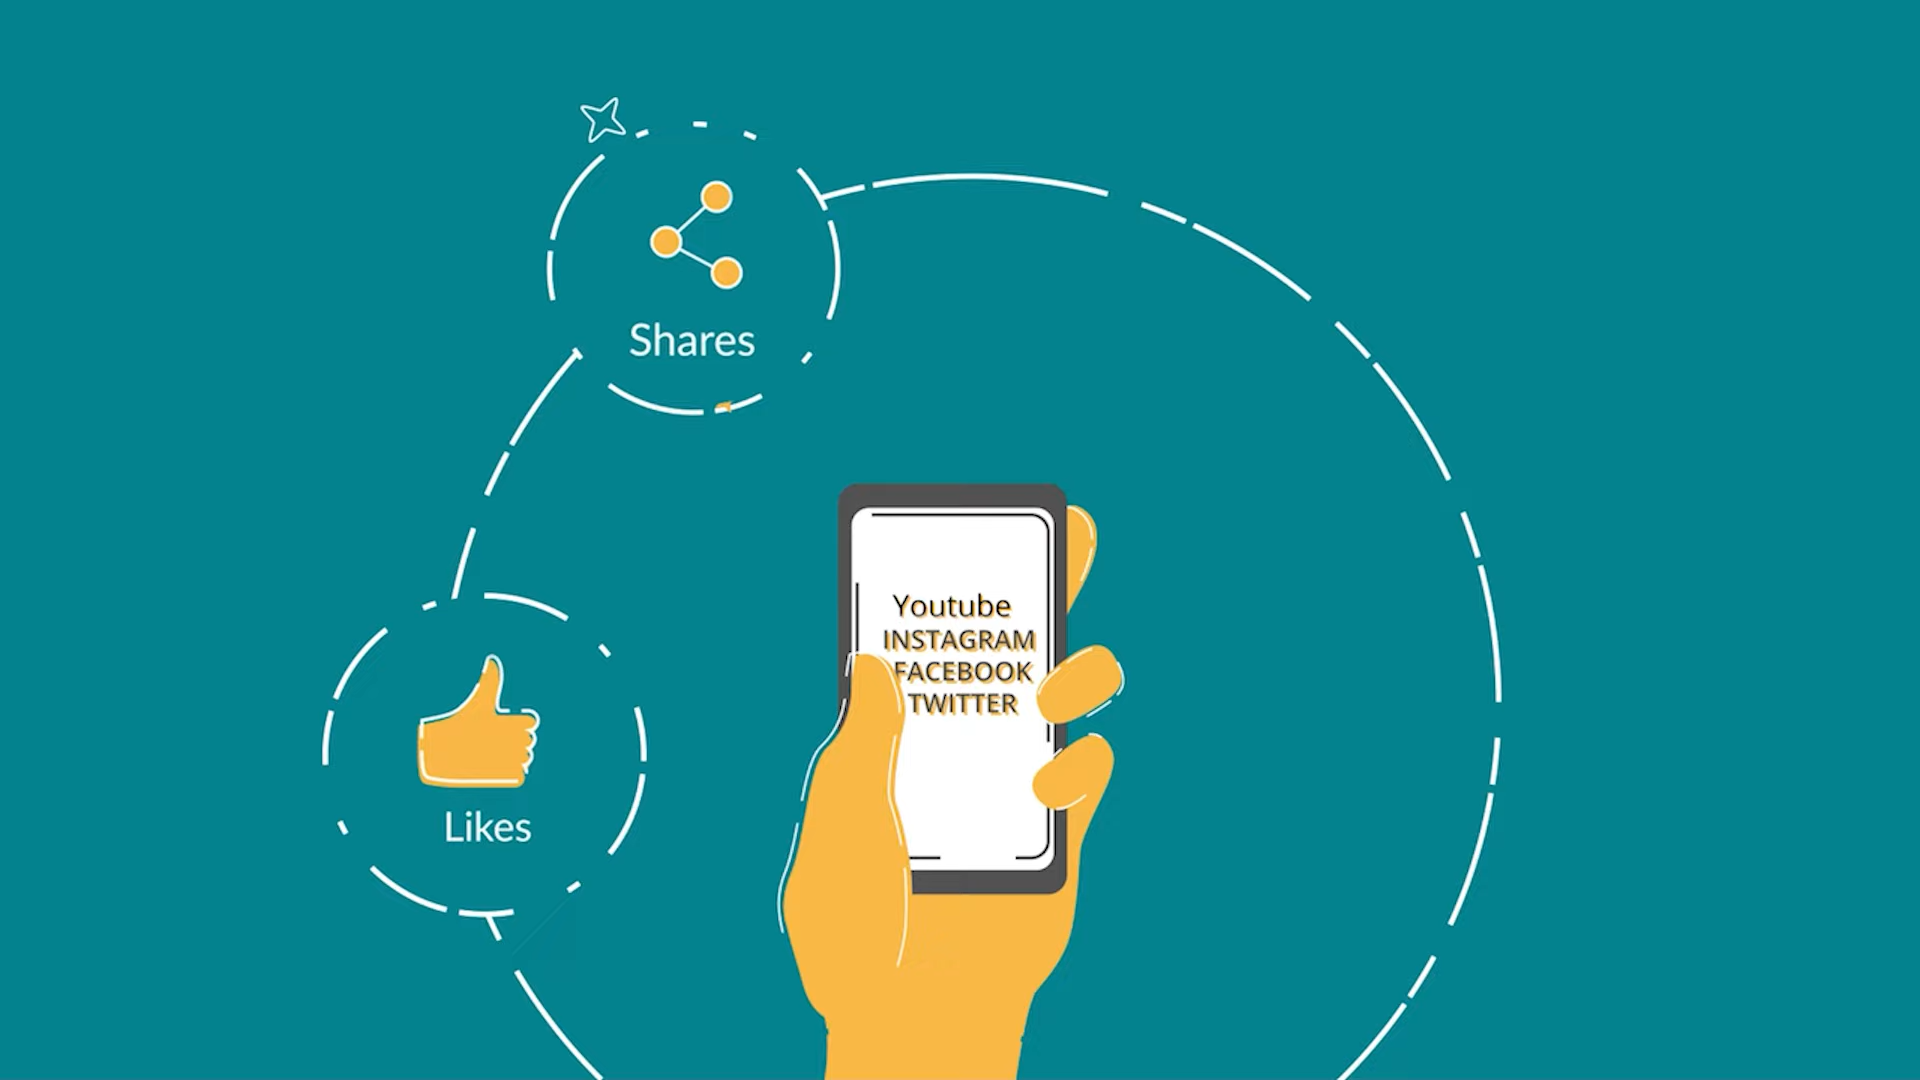 Shares
Youtube
INSTAGRAM
FACEBOOK
TWITTER
Likes